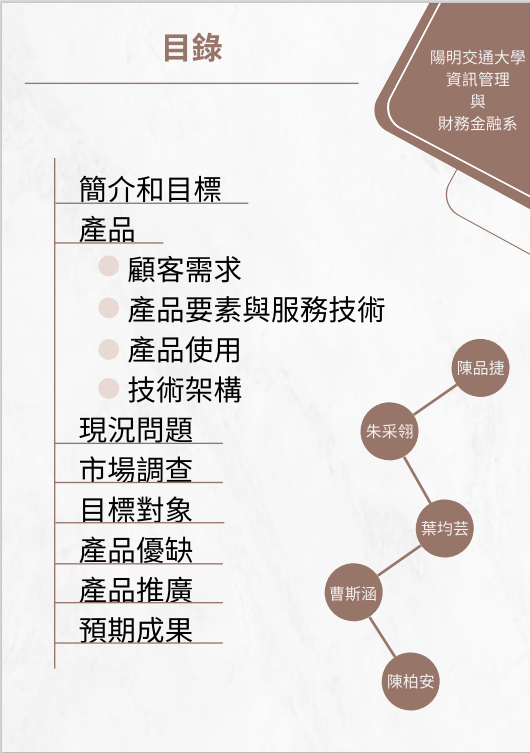 目錄
陽明交通大學
資訊管理
與
財務金融系
簡介和目標
產品
顧客需求
產品要素與服務技術
產品使用
技術架構
現況問題
市場調查
目標對象
產品優缺
產品推廣
預期成果
陳品捷
朱采翎
葉均芸
曹斯涵
陳柏安